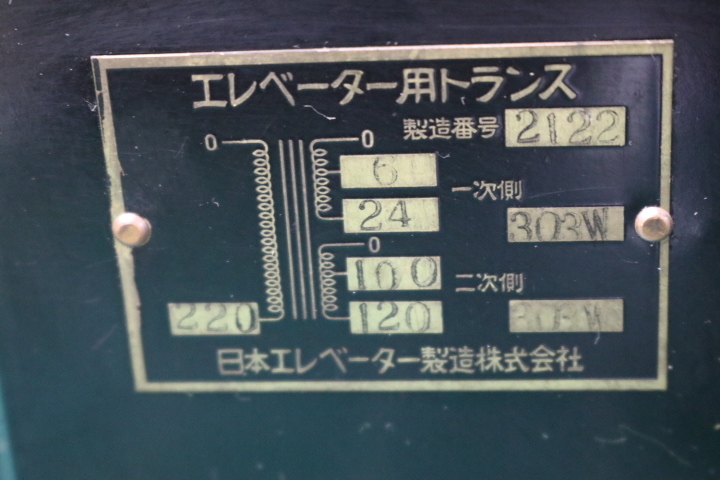 エレベーター用トランス
製造番号 2122
0 0
6
一次側
24 303W
0
100 二次側
220 120 303W
日本エレベーター製造株式会社